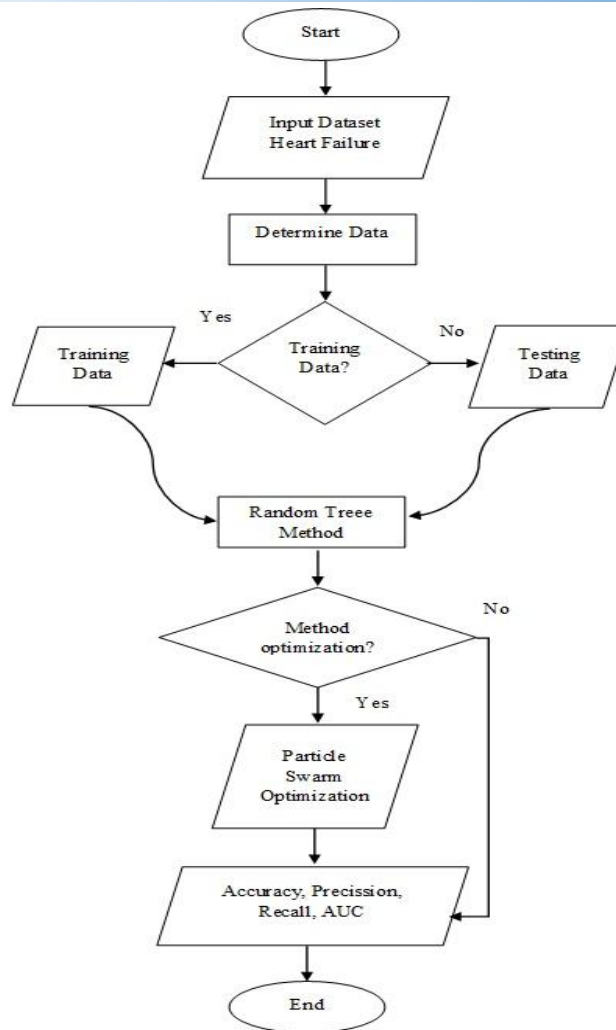 Start
Input Dataset
Heart Failure
Determine Data
Yes
No
Training
Data
Training
Data?
Testing
Data
Random Treee
Method
No
Method
optimization?
Yes
Particle
Swarm
Optimization
Accuracy, Precission,
Recall, AUC
End